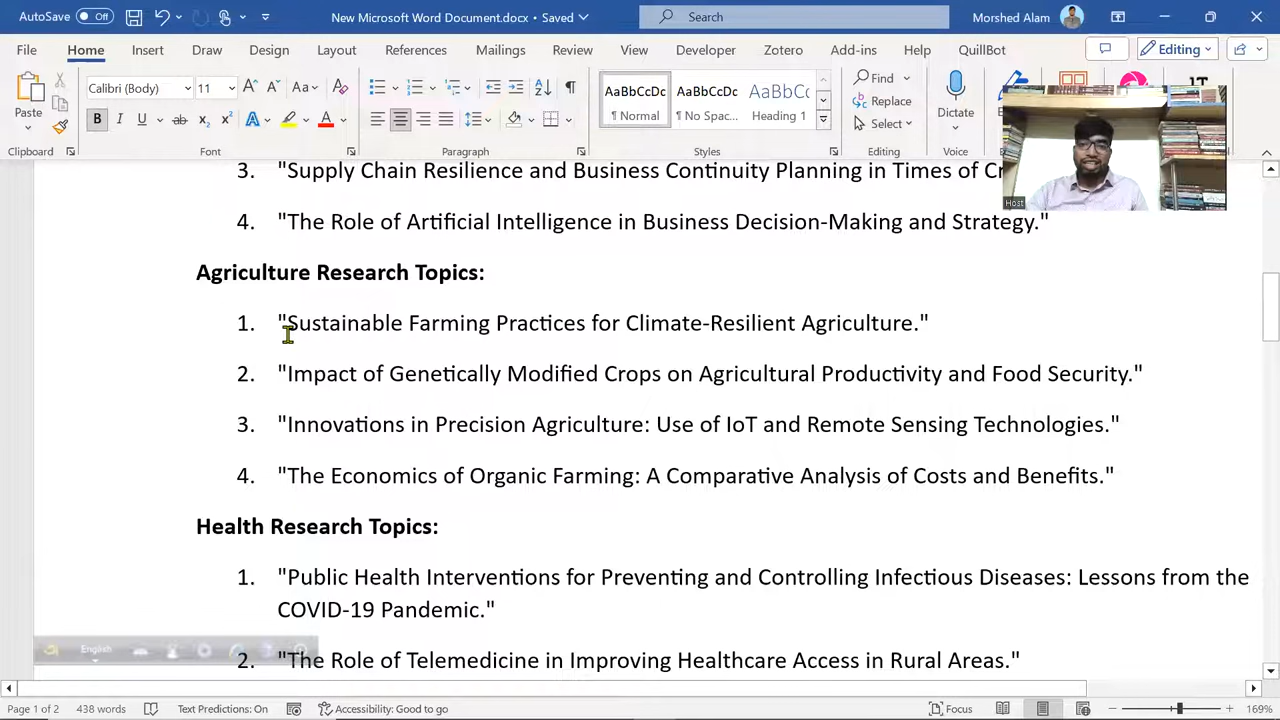 AutoSave Off New Microsoft Word Document.docx • Saved Search Morshed Alam
File Home Insert Draw Design Layout References Mailings Review View Developer Zotero Add-ins Help QuillBot Editing
Calibri (Body) 11 Aa AaBbCcDc AaBbCcDc AaBbCc Find
Paste B I U ab x₂ x² A A ¶ Normal ¶ No Spac... Heading 1 Replace Dictate
Select
Clipboard Font Paragraph Styles Editing Voice
Host
3. "Supply Chain Resilience and Business Continuity Planning in Times of
4. "The Role of Artificial Intelligence in Business Decision-Making and Strategy."
Agriculture Research Topics:
1. "Sustainable Farming Practices for Climate-Resilient Agriculture."
2. "Impact of Genetically Modified Crops on Agricultural Productivity and Food Security."
3. "Innovations in Precision Agriculture: Use of IoT and Remote Sensing Technologies."
4. "The Economics of Organic Farming: A Comparative Analysis of Costs and Benefits."
Health Research Topics:
1. "Public Health Interventions for Preventing and Controlling Infectious Diseases: Lessons from the
COVID-19 Pandemic."
English
2. "The Role of Telemedicine in Improving Healthcare Access in Rural Areas."
Page 1 of 2 438 words Text Predictions: On Accessibility: Good to go Focus 169%